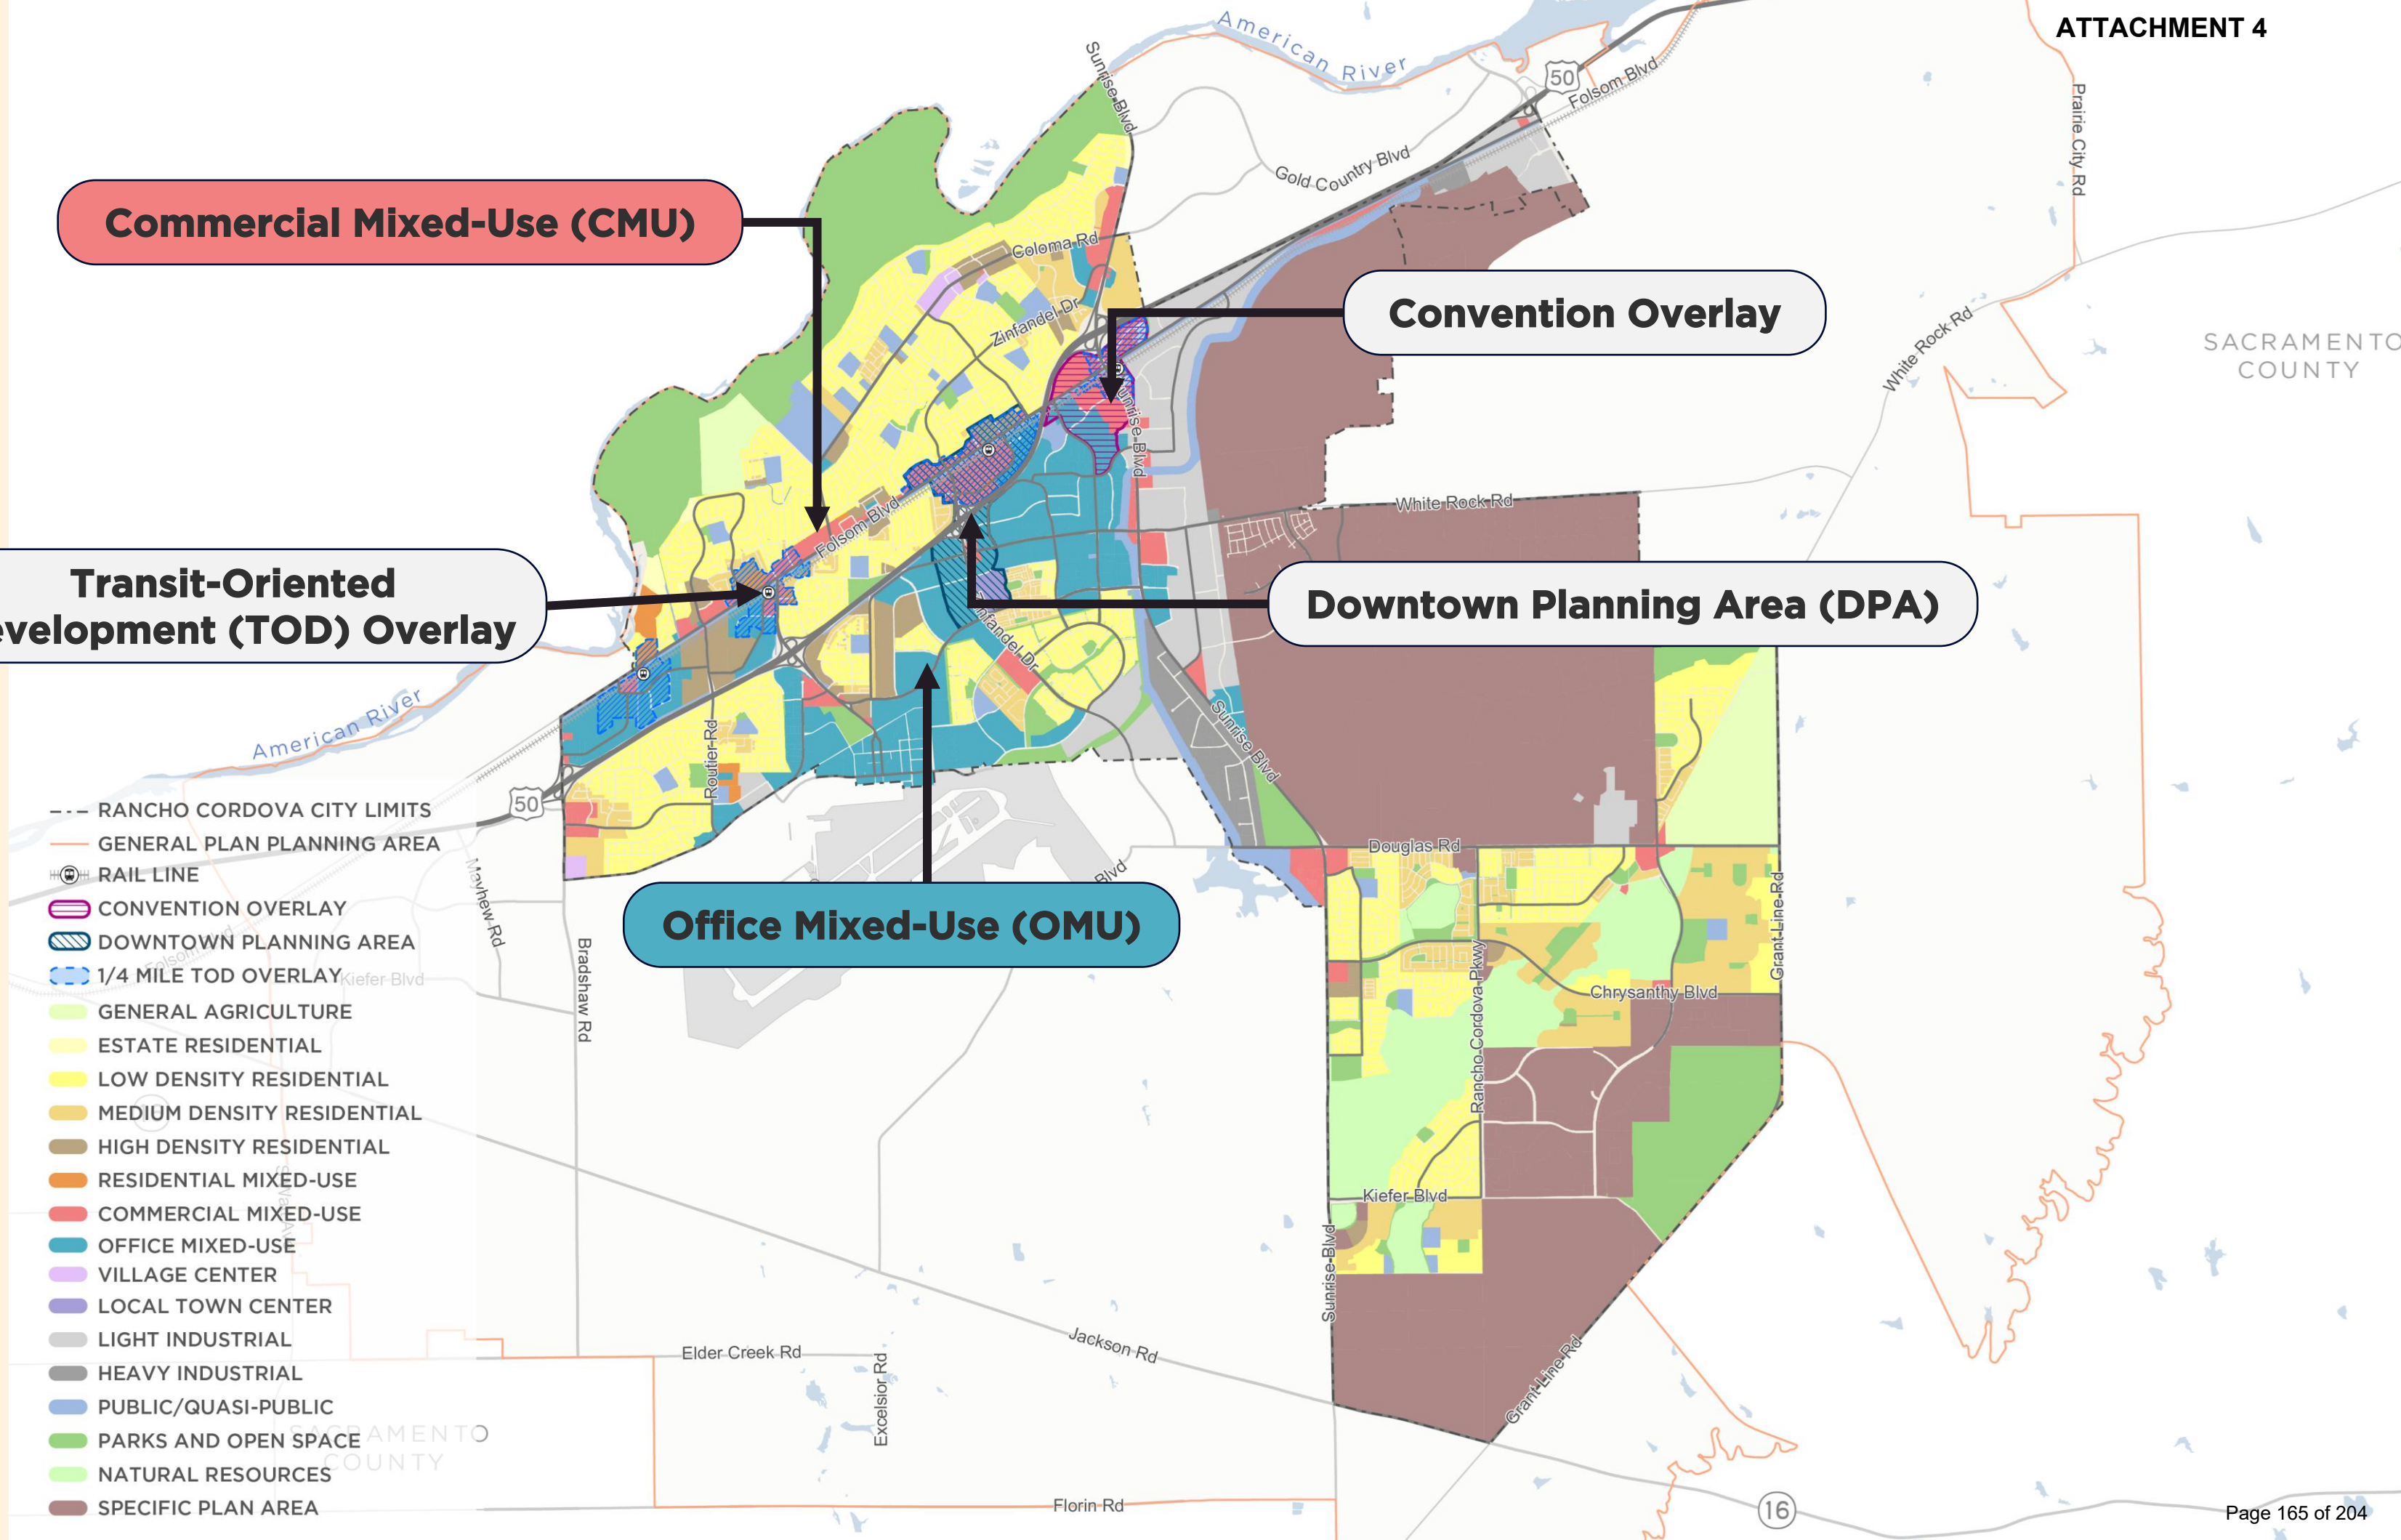 ATTACHMENT 4
American River
Sunrise Blvd
50
Folsom Blvd
Prairie City Rd
Gold Country Blvd
Commercial Mixed-Use (CMU)
Coloma Rd
Convention Overlay
Zinfandel Dr
White Rock Rd
SACRAMENTO
COUNTY
Sunrise Blvd
White Rock Rd
Folsom Blvd
Transit-Oriented
evelopment (TOD) Overlay
Downtown Planning Area (DPA)
Zinfandel Dr
American River
Routier Rd
Sunrise Blvd
50
RANCHO CORDOVA CITY LIMITS
GENERAL PLAN PLANNING AREA
RAIL LINE
CONVENTION OVERLAY
DOWNTOWN PLANNING AREA
1/4 MILE TOD OVERLAY
GENERAL AGRICULTURE
ESTATE RESIDENTIAL
LOW DENSITY RESIDENTIAL
MEDIUM DENSITY RESIDENTIAL
HIGH DENSITY RESIDENTIAL
RESIDENTIAL MIXED-USE
COMMERCIAL MIXED-USE
OFFICE MIXED-USE
VILLAGE CENTER
LOCAL TOWN CENTER
LIGHT INDUSTRIAL
HEAVY INDUSTRIAL
PUBLIC/QUASI-PUBLIC
PARKS AND OPEN SPACE
NATURAL RESOURCES
SPECIFIC PLAN AREA
Folsom Blvd
Kiefer Blvd
SACRAMENTO
COUNTY
Mayhew Rd
Bradshaw Rd
Office Mixed-Use (OMU)
Blvd
Douglas Rd
Grant Line Rd
Rancho Cordova Pkwy
Chrysanthy Blvd
Kiefer Blvd
Sunrise Blvd
Jackson Rd
Elder Creek Rd
Excelsior Rd
Grant Line Rd
Florin Rd
16
Page 165 of 204